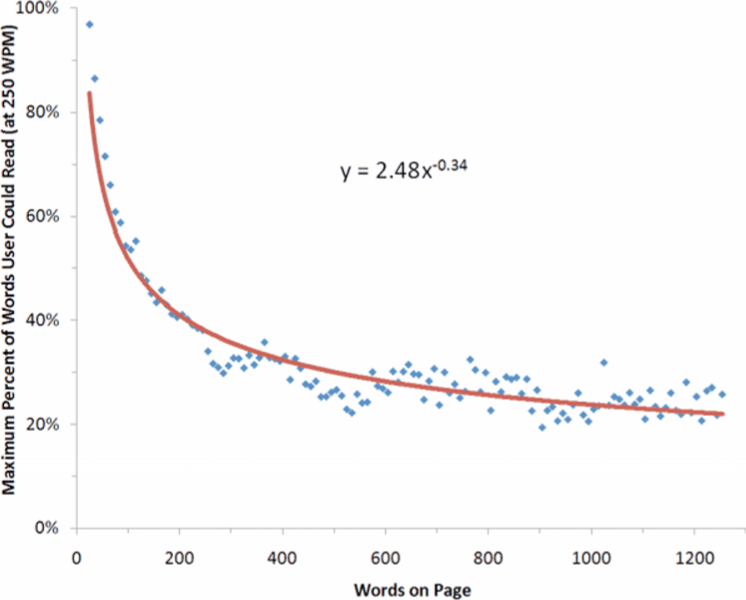 100%
80%
60%
40%
20%
0%
Maximum Percent of Words User Could Read (at 250 WPM)
y = 2.48x^-0.34
0 200 400 600 800 1000 1200
Words on Page